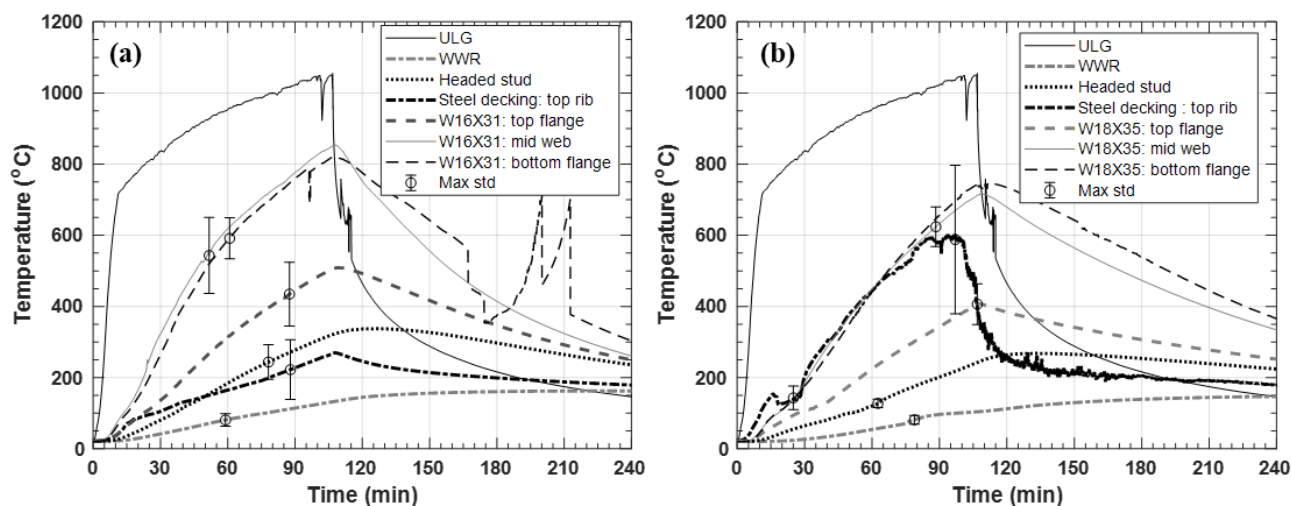 (a)
ULG
WWR
Headed stud
Steel decking: top rib
W16X31: top flange
W16X31: mid web
W16X31: bottom flange
Max std
1200
1000
800
600
400
200
0
Temperature (°C)
0 30 60 90 120 150 180 210 240
Time (min)
(b)
ULG
WWR
Headed stud
Steel decking : top rib
W18X35: top flange
W18X35: mid web
W18X35: bottom flange
Max std
1200
1000
800
600
400
200
0
Temperature (°C)
0 30 60 90 120 150 180 210 240
Time (min)